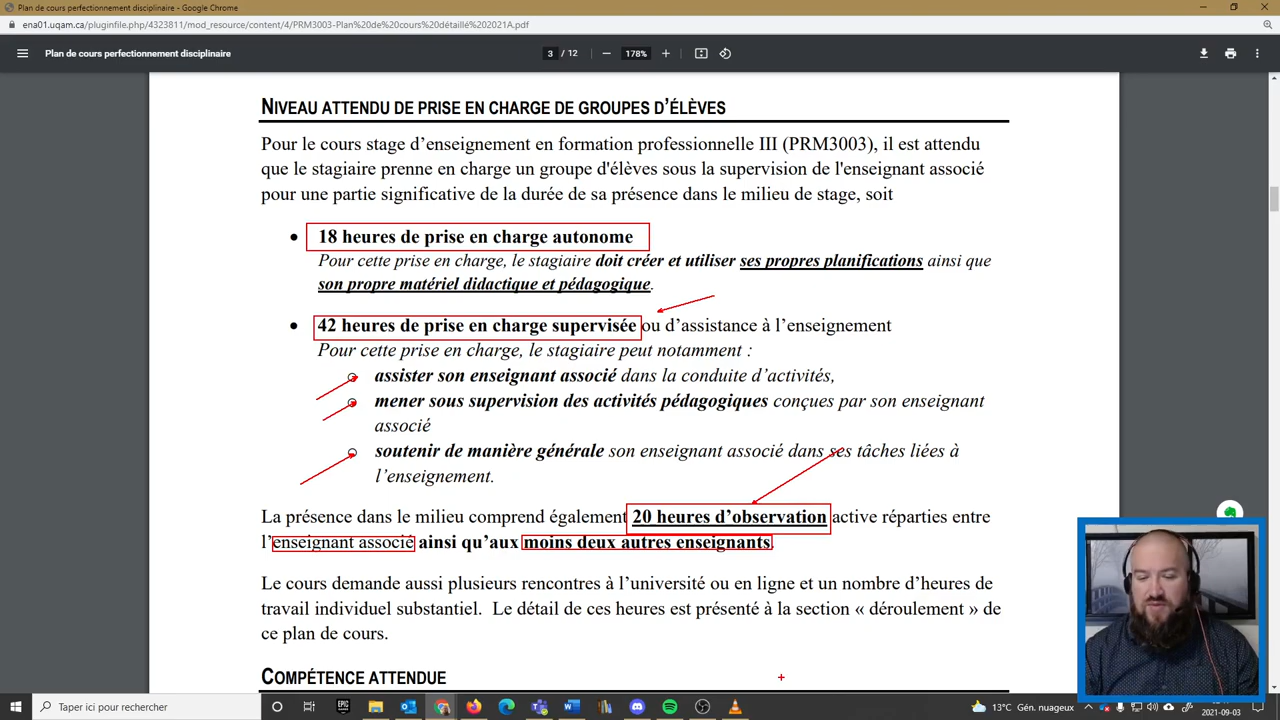 Plan de cours perfectionnement disciplinaire - Google Chrome
ena01.uqam.ca/pluginfile.php/4323811/mod_resource/content/4/PRM3003-Plan%20de%20cours%20détaillé%202021A.pdf
Plan de cours perfectionnement disciplinaire
3 / 12
178%
NIVEAU ATTENDU DE PRISE EN CHARGE DE GROUPES D'ÉLÈVES
Pour le cours stage d'enseignement en formation professionnelle III (PRM3003), il est attendu
que le stagiaire prenne en charge un groupe d'élèves sous la supervision de l'enseignant associé
pour une partie significative de la durée de sa présence dans le milieu de stage, soit
• 18 heures de prise en charge autonome
Pour cette prise en charge, le stagiaire doit créer et utiliser ses propres planifications ainsi que
son propre matériel didactique et pédagogique.
• 42 heures de prise en charge supervisée ou d'assistance à l'enseignement
Pour cette prise en charge, le stagiaire peut notamment :
o assister son enseignant associé dans la conduite d'activités,
o mener sous supervision des activités pédagogiques conçues par son enseignant
associé
o soutenir de manière générale son enseignant associé dans ses tâches liées à
l'enseignement.
La présence dans le milieu comprend également 20 heures d'observation active réparties entre
l'enseignant associé ainsi qu'aux moins deux autres enseignants.
Le cours demande aussi plusieurs rencontres à l'université ou en ligne et un nombre d'heures de
travail individuel substantiel. Le détail de ces heures est présenté à la section « déroulement » de
ce plan de cours.
COMPÉTENCE ATTENDUE
Taper ici pour rechercher
EPIC
13°C Gén. nuageux
2021-09-03